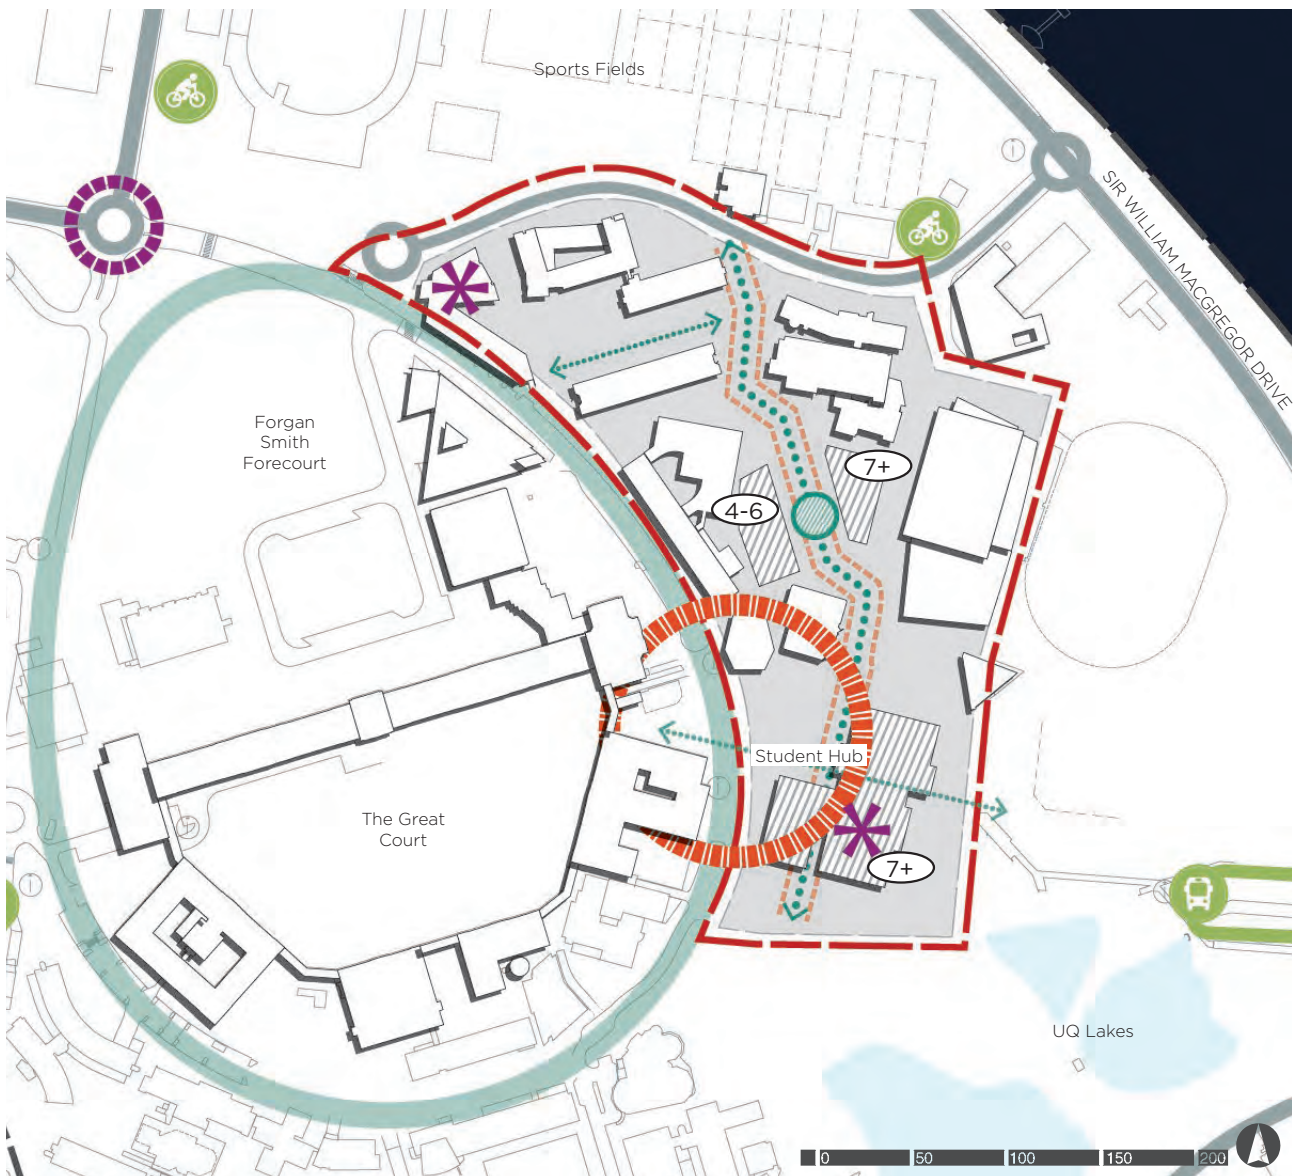 Sports Fields
SIR WILLIAM MACGREGOR DRIVE
Forgan
Smith
Forecourt
7+
4-6
Student Hub
The Great
Court
7+
UQ Lakes
0 50 100 150 200